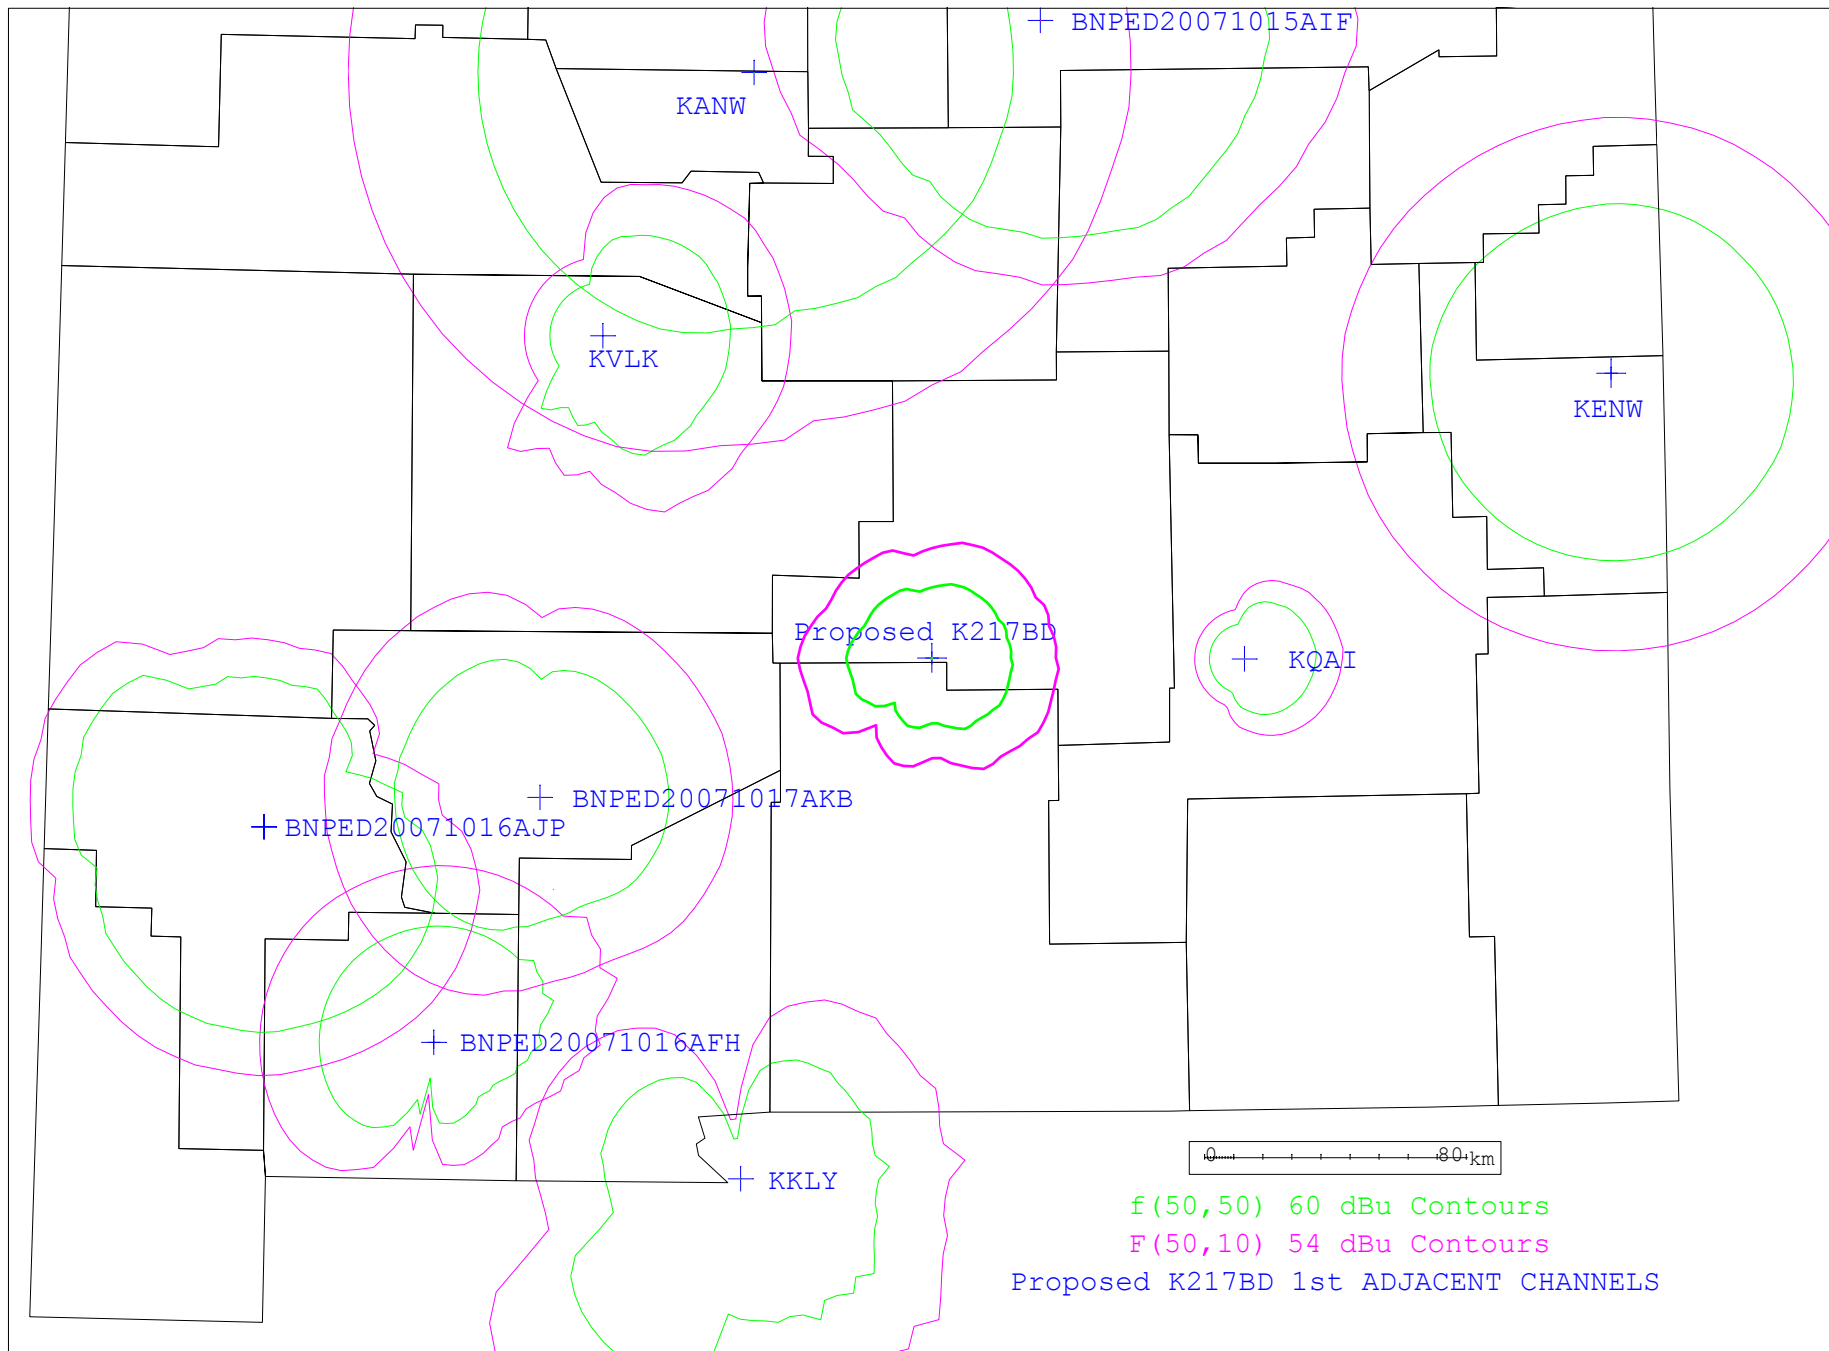 BNPED20071015AIF
KANW
KVLK
KENW
Proposed K217BD
KQAI
BNPED20071017AKB
BNPED20071016AJP
BNPED20071016AFH
KKLY
0 80 km
f(50,50) 60 dBu Contours
F(50,10) 54 dBu Contours
Proposed K217BD 1st ADJACENT CHANNELS